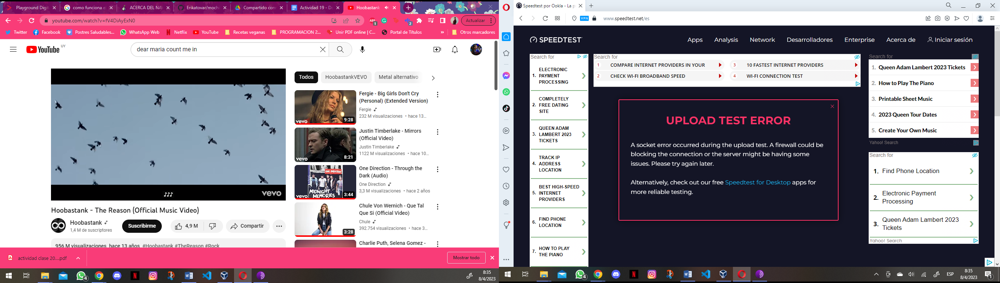 Playground Digit
como funciona e
ACERCA DEL NA
Erikatovar/mochi
Compartido con
Actividad 19 - Do
Hoobastank
youtube.com/watch?v=fV4DiAyExN0
ABP
1
2
Actualizar
Twitter
Facebook
Postres Saludables...
WhatsApp Web
Netflix
YouTube
Recetas veganas
PROGRAMACION 2...
Unir PDF online | C...
Portal de Títulos
»
Otros marcadores
YouTube UY
dear maria count me in
♪♪♪
vevo
Hoobastank - The Reason (Official Music Video)
Hoobastank
1,4 M de suscriptores
Suscribirme
4,9 M
Compartir
956 M visualizaciones hace 13 años #Hoobastank #TheReason #Rock
Todos
HoobastankVEVO
Metal alternativo
vevo
9:28
Fergie - Big Girls Don't Cry
(Personal) (Extended Version)
Fergie
232 M visualizaciones • hace 13...
vevo
8:21
Justin Timberlake - Mirrors
(Official Video)
Justin Timberlake
1122 M visualizaciones • hace 10...
ONE DIRECTION
MIDNIGHT
MEMORIES
vevo
3:44
One Direction - Through the
Dark (Audio)
One Direction
3,3 M visualizaciones • hace 2 años
3:28
Chule Von Wernich - Que Tal
Que Si (Official Video)
Chule
392.754 visualizaciones • hace 3...
Charlie Puth, Selena Gomez -
actividad clase 20....pdf
Mostrar todo
4
8:35
8/4/2023
Speedtest por Ookla - La p
VPN
www.speedtest.net/es
SPEEDTEST
Apps
Analysis
Network
Desarrolladores
Enterprise
Acerca de
Iniciar sesión
Search for
1. ELECTRONIC
PAYMENT
PROCESSING
2. COMPLETELY
FREE DATING
SITE
3. QUEEN ADAM
LAMBERT 2023
TICKETS
4. TRACK IP
ADDRESS
LOCATION
5. BEST HIGH-SPEED
INTERNET
PROVIDERS
6. FIND PHONE
LOCATION
7. HOW TO PLAY
THE PIANO
Search for
1 COMPARE INTERNET PROVIDERS IN YOUR
3 10 FASTEST INTERNET PROVIDERS
2 CHECK WI-FI BROADBAND SPEED
4 WI-FI CONNECTION TEST
UPLOAD TEST ERROR
A socket error occurred during the upload test. A firewall could be
blocking the connection or the server might be having some
issues. Please try again later.
Alternatively, check out our free Speedtest for Desktop apps for
more reliable testing.
Search for
1. Queen Adam Lambert 2023 Tickets
2. How to Play The Piano
3. Printable Sheet Music
4. 2023 Queen Tour Dates
5. Create Your Own Music
Yahoo! Search
Search for
1. Find Phone Location
2. Electronic Payment
Processing
3. Queen Adam Lambert 2023
Tickets
Yahoo! Search
4
ESP
8:35
8/4/2023
1